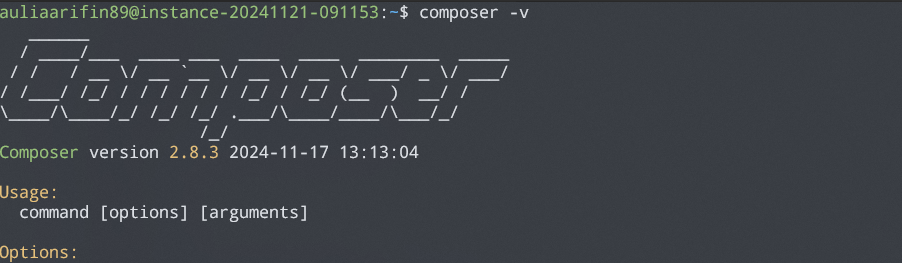 auliaarifin89@instance-20241121-091153:~$ composer -v
Composer
Composer version 2.8.3 2024-11-17 13:13:04
Usage:
command [options] [arguments]
Options: